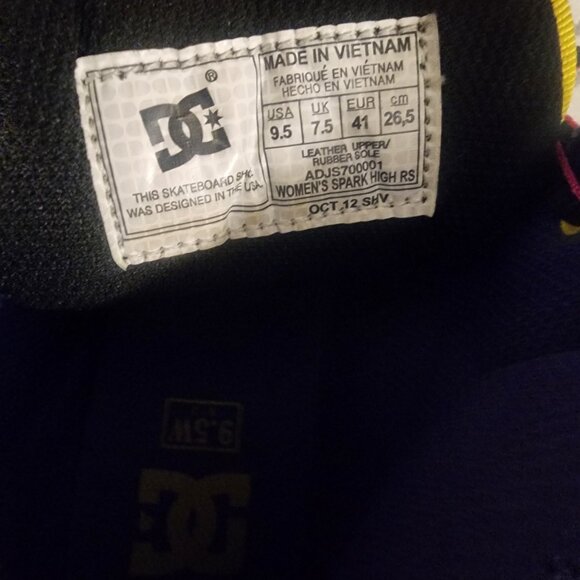 DC ®
THIS SKATEBOARD SHOE
WAS DESIGNED IN THE USA.
MADE IN VIETNAM
FABRIQUÉ EN VIÉTNAM
HECHO EN VIETNAM
USA UK EUR cm
9.5 7.5 41 26,5
LEATHER UPPER/
RUBBER SOLE
ADJS700001
WOMEN'S SPARK HIGH RS
OCT.12 SHV
9.5W
DC